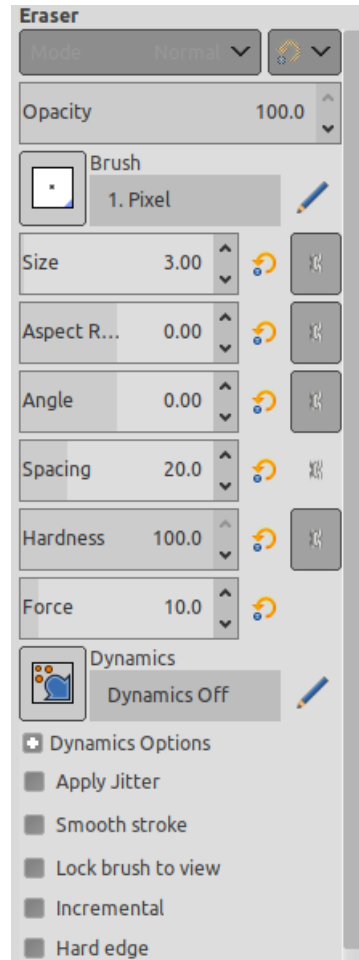 Eraser
Mode Normal
Opacity 100.0
Brush
1. Pixel
Size 3.00
Aspect R... 0.00
Angle 0.00
Spacing 20.0
Hardness 100.0
Force 10.0
Dynamics
Dynamics Off
Dynamics Options
Apply Jitter
Smooth stroke
Lock brush to view
Incremental
Hard edge